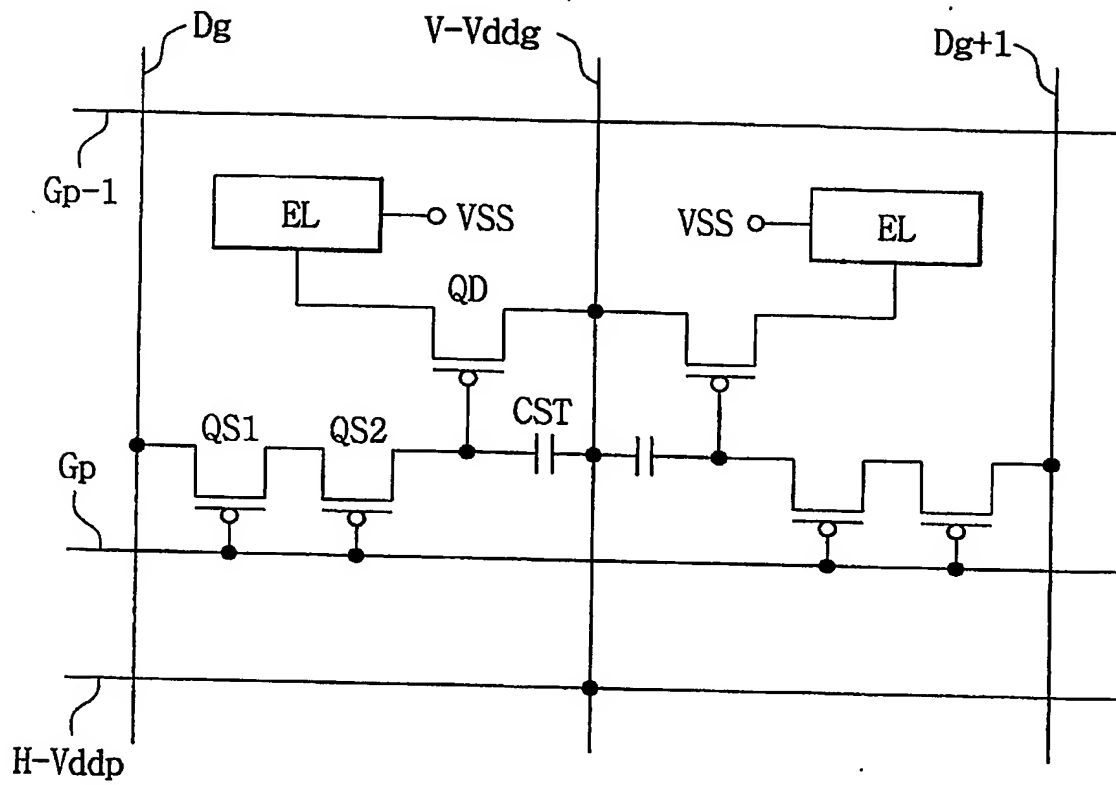 Dg
V-Vddg
Dg+1
Gp-1
EL
VSS
VSS
EL
QD
CST
QS1
QS2
Gp
H-Vddp